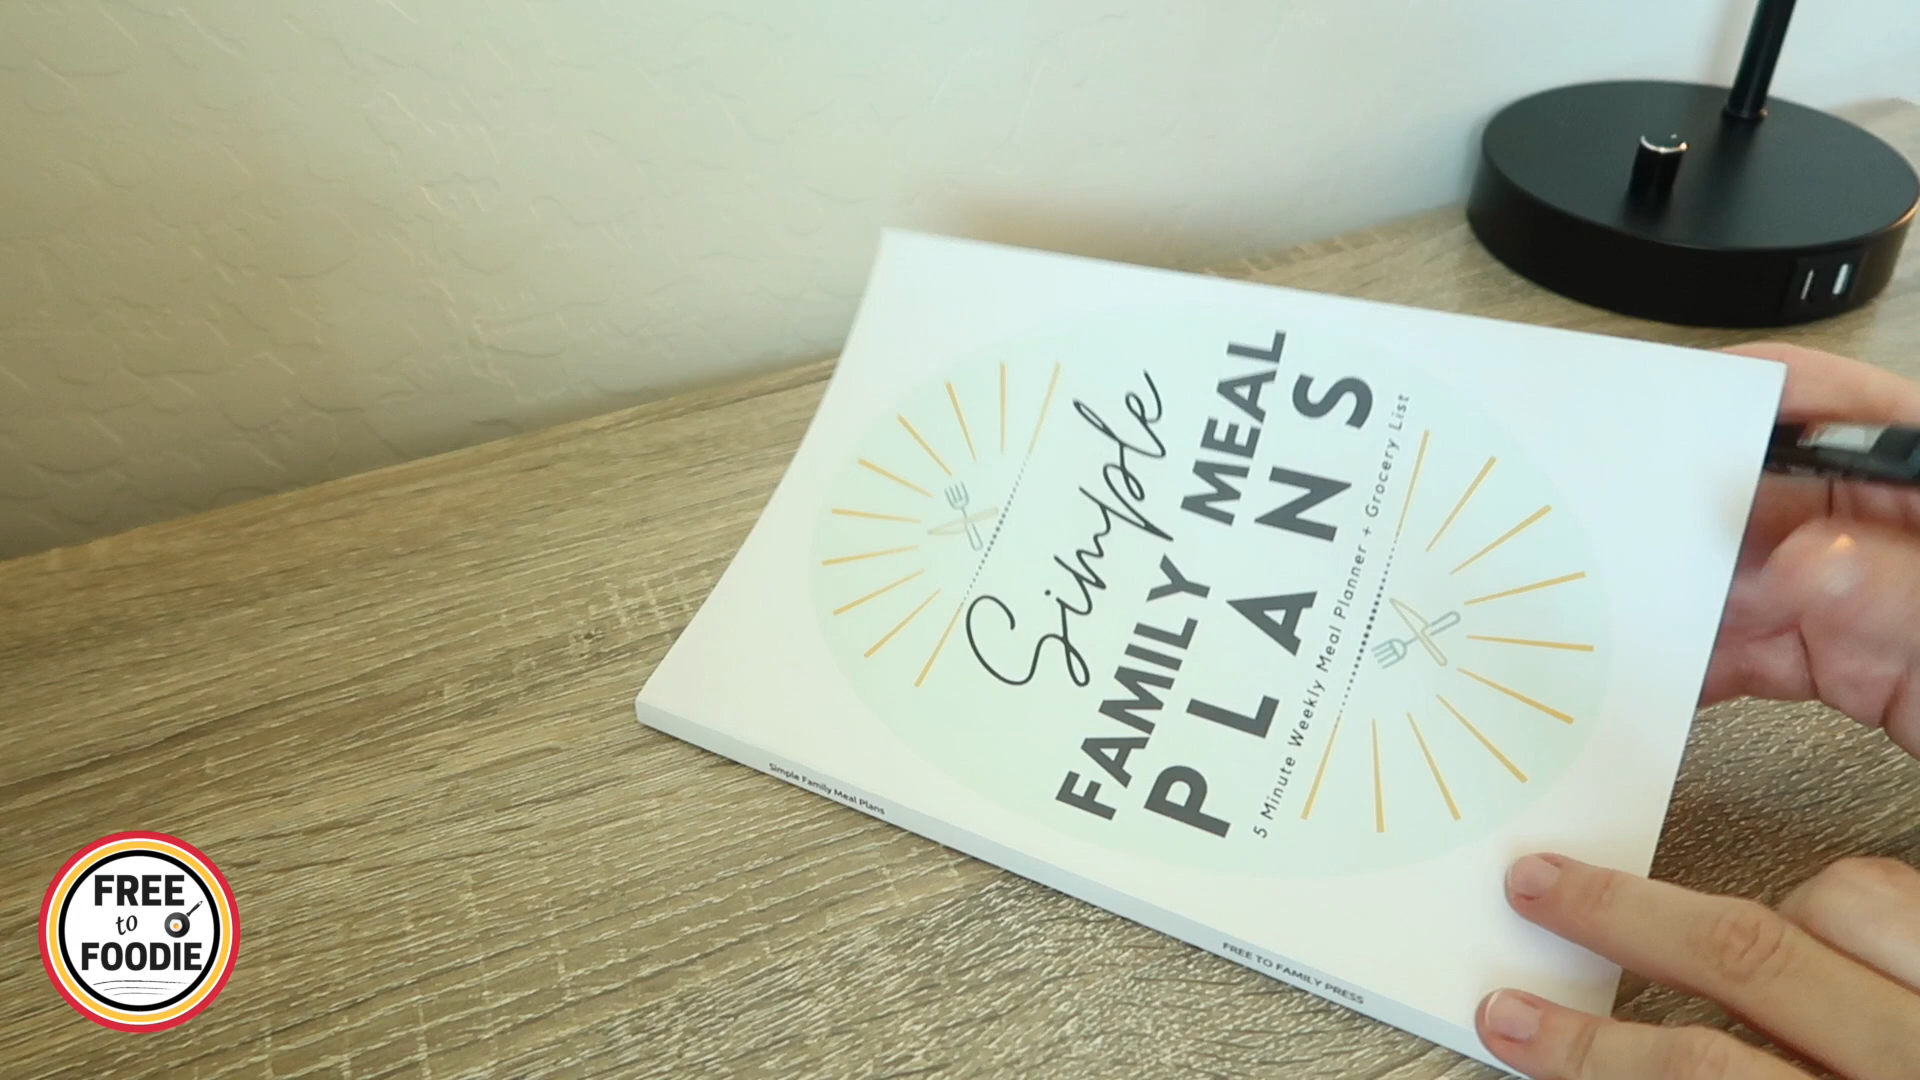 Simple
FAMILY MEAL
PLANS
5 Minute Weekly Meal Planner + Grocery List
Simple Family Meal Plans
FREE TO FAMILY PRESS
FREE
to
FOODIE